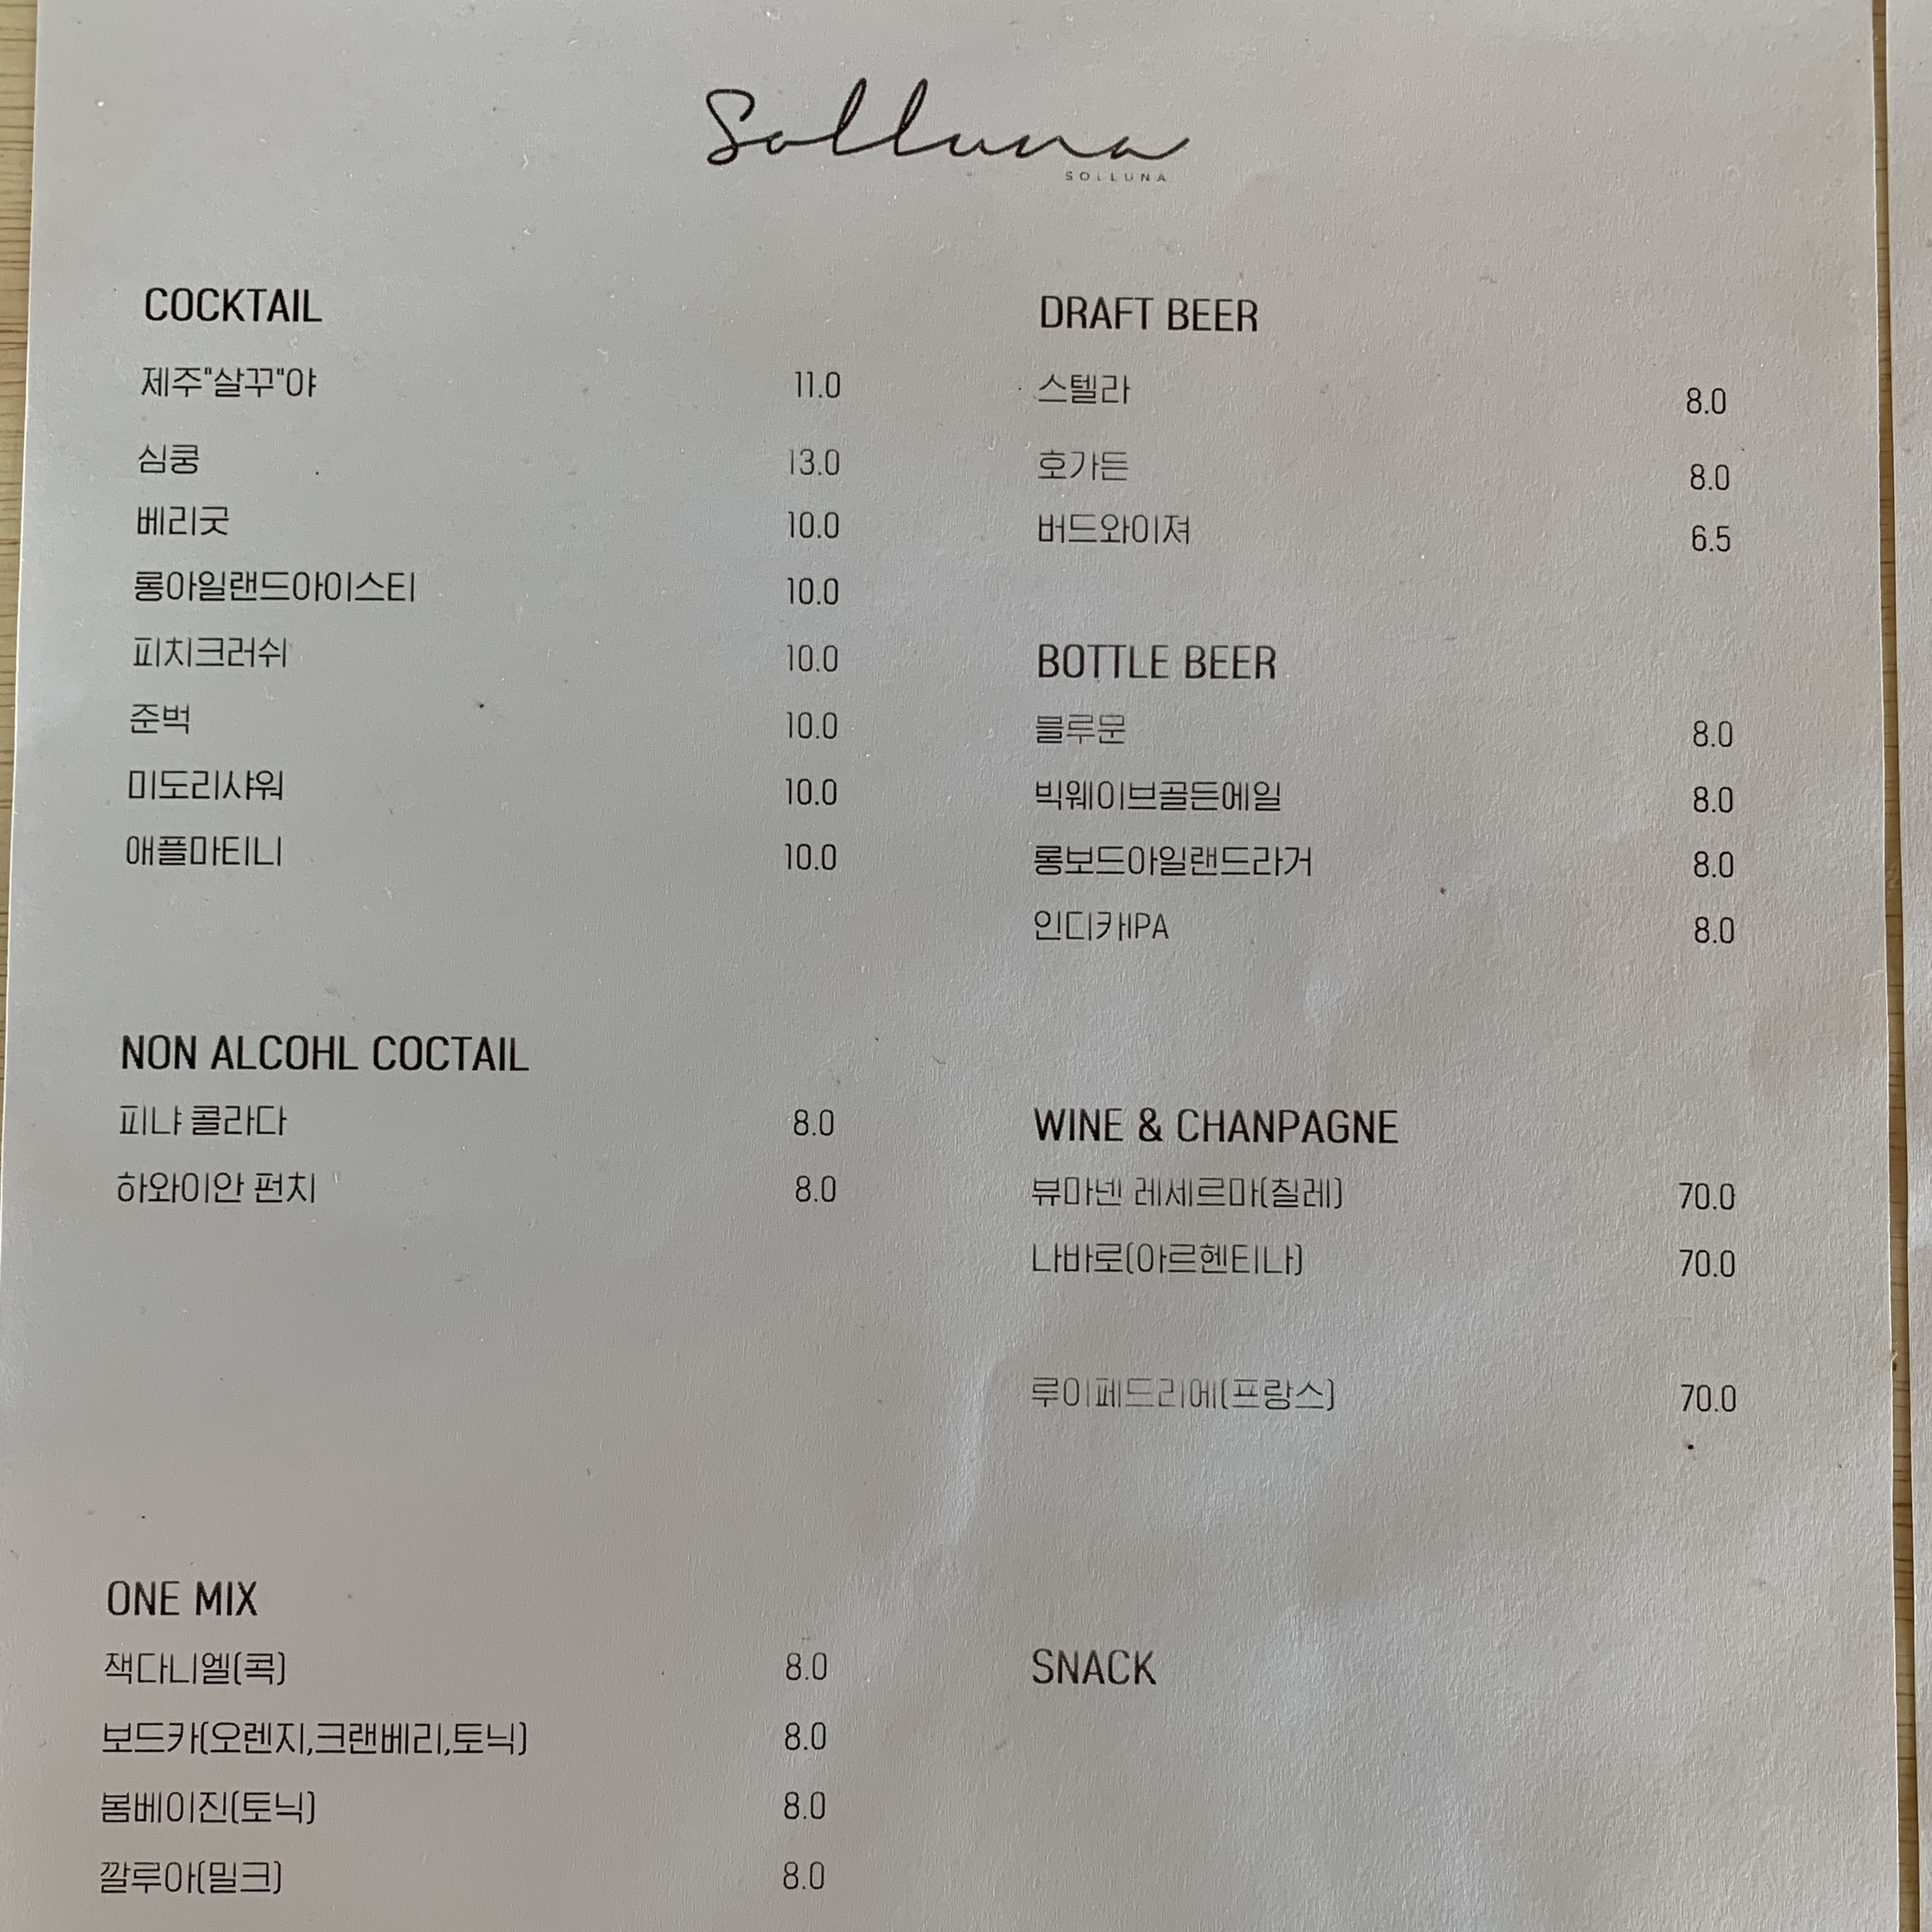 Solluna
SOLLUNA
COCKTAIL
제주"살꾸"야 11.0
심쿵 13.0
베리굿 10.0
롱아일랜드아이스티 10.0
피치크러쉬 10.0
준벅 10.0
미도리샤워 10.0
애플마티니 10.0
NON ALCOHL COCTAIL
피냐 콜라다 8.0
하와이안 펀치 8.0
ONE MIX
잭다니엘(콕) 8.0
보드카(오렌지,크랜베리,토닉) 8.0
봄베이진(토닉) 8.0
깔루아(밀크) 8.0
DRAFT BEER
스텔라 8.0
호가든 8.0
버드와이져 6.5
BOTTLE BEER
블루문 8.0
빅웨이브골든에일 8.0
롱보드아일랜드라거 8.0
인디카IPA 8.0
WINE & CHANPAGNE
뷰마넨 레세르마(칠레) 70.0
나바로(아르헨티나) 70.0
루이페드리에(프랑스) 70.0
SNACK